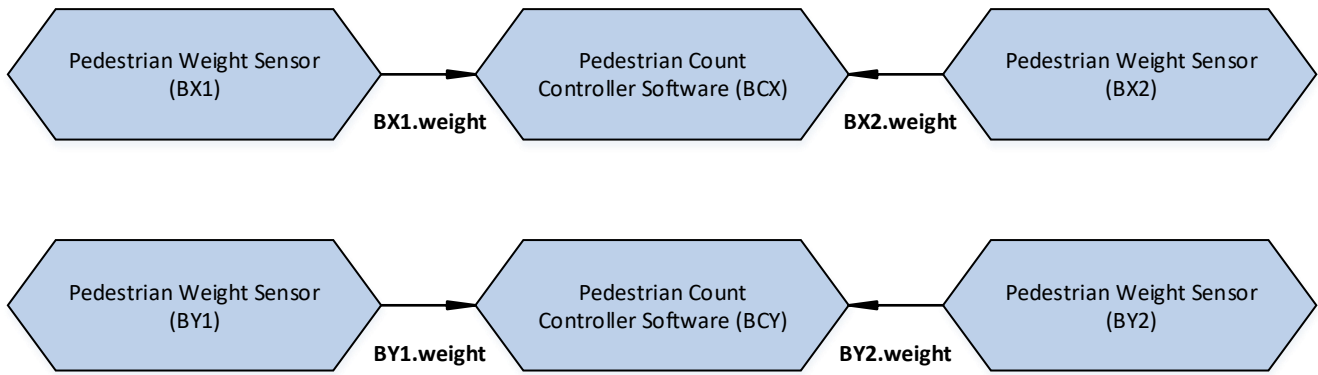 Pedestrian Weight Sensor
(BX1)
BX1.weight
Pedestrian Count
Controller Software (BCX)
BX2.weight
Pedestrian Weight Sensor
(BX2)
Pedestrian Weight Sensor
(BY1)
BY1.weight
Pedestrian Count
Controller Software (BCY)
BY2.weight
Pedestrian Weight Sensor
(BY2)